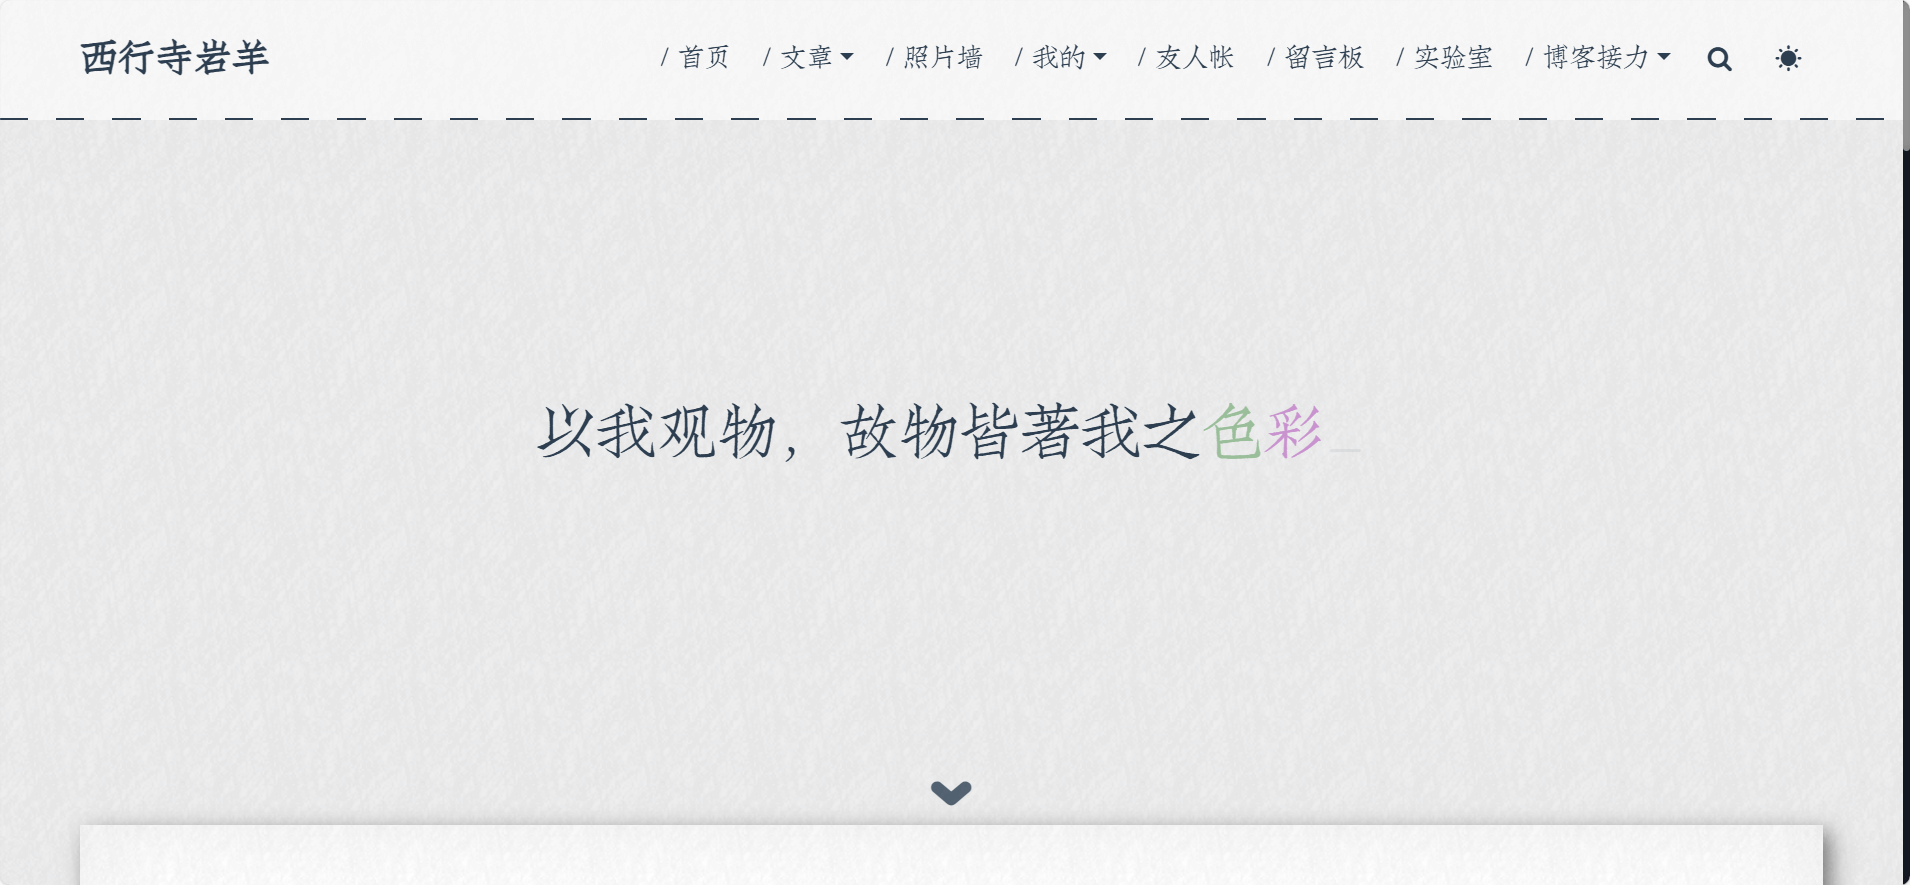 西行寺岩羊
/ 首页 / 文章 / 照片墙 / 我的 / 友人帐 / 留言板 / 实验室 / 博客接力
以我观物，故物皆著我之色彩_